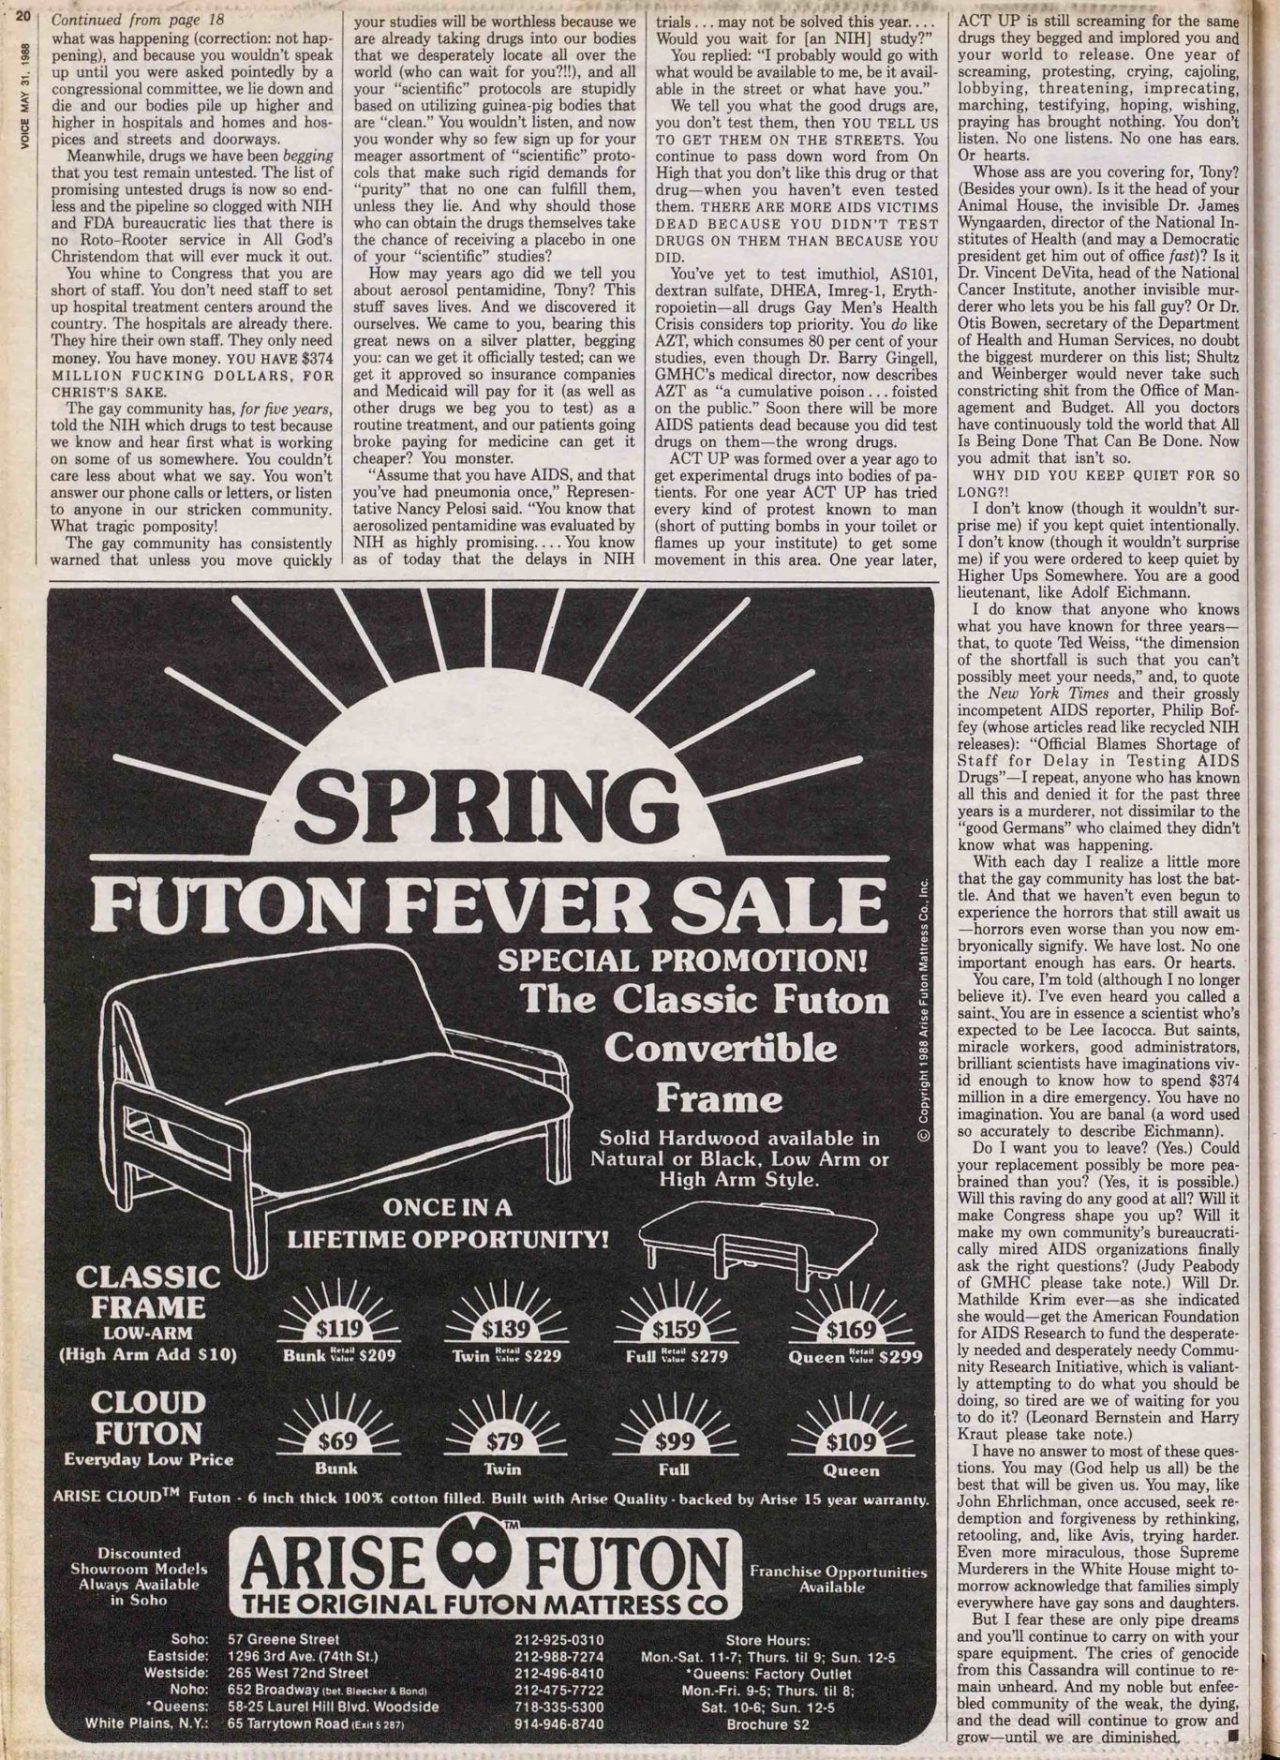 20
VOICE MAY 31, 1988
Continued from page 18
what was happening (correction: not hap-
pening), and because you wouldn't speak
up until you were asked pointedly by a
congressional committee, we lie down and
die and our bodies pile up higher and
higher in hospitals and homes and hos-
pices and streets and doorways.
Meanwhile, drugs we have been begging
that you test remain untested. The list of
promising untested drugs is now so end-
less and the pipeline so clogged with NIH
and FDA bureaucratic lies that there is
no Roto-Rooter service in All God's
Christendom that will ever muck it out.
You whine to Congress that you are
short of staff. You don't need staff to set
up hospital treatment centers around the
country. The hospitals are already there.
They hire their own staff. They only need
money. You have money. YOU HAVE $374
MILLION FUCKING DOLLARS, FOR
CHRIST'S SAKE.
The gay community has, for five years,
told the NIH which drugs to test because
we know and hear first what is working
on some of us somewhere. You couldn't
care less about what we say. You won't
answer our phone calls or letters, or listen
to anyone in our stricken community.
What tragic pomposity!
The gay community has consistently
warned that unless you move quickly
your studies will be worthless because we
are already taking drugs into our bodies
that we desperately locate all over the
world (who can wait for you?!!), and all
your "scientific" protocols are stupidly
based on utilizing guinea-pig bodies that
are "clean." You wouldn't listen, and now
you wonder why so few sign up for your
meager assortment of "scientific" proto-
cols that make such rigid demands for
"purity" that no one can fulfill them,
unless they lie. And why should those
who can obtain the drugs themselves take
the chance of receiving a placebo in one
of your "scientific" studies?
How may years ago did we tell you
about aerosol pentamidine, Tony? This
stuff saves lives. And we discovered it
ourselves. We came to you, bearing this
great news on a silver platter, begging
you: can we get it officially tested; can we
get it approved so insurance companies
and Medicaid will pay for it (as well as
other drugs we beg you to test) as a
routine treatment, and our patients going
broke paying for medicine can get it
cheaper? You monster.
"Assume that you have AIDS, and that
you've had pneumonia once," Represen-
tative Nancy Pelosi said. "You know that
aerosolized pentamidine was evaluated by
NIH as highly promising.... You know
as of today that the delays in NIH
trials ... may not be solved this year....
Would you wait for [an NIH] study?"
You replied: "I probably would go with
what would be available to me, be it avail-
able in the street or what have you."
We tell you what the good drugs are,
you don't test them, then YOU TELL US
TO GET THEM ON THE STREETS. You
continue to pass down word from On
High that you don't like this drug or that
drug—when you haven't even tested
them. THERE ARE MORE AIDS VICTIMS
DEAD BECAUSE YOU DIDN'T TEST
DRUGS ON THEM THAN BECAUSE YOU
DID.
You've yet to test imuthiol, AS101,
dextran sulfate, DHEA, Imreg-1, Eryth-
ropoietin—all drugs Gay Men's Health
Crisis considers top priority. You do like
AZT, which consumes 80 per cent of your
studies, even though Dr. Barry Gingell,
GMHC's medical director, now describes
AZT as "a cumulative poison ... foisted
on the public." Soon there will be more
AIDS patients dead because you did test
drugs on them—the wrong drugs.
ACT UP was formed over a year ago to
get experimental drugs into bodies of pa-
tients. For one year ACT UP has tried
every kind of protest known to man
(short of putting bombs in your toilet or
flames up your institute) to get some
movement in this area. One year later,
ACT UP is still screaming for the same
drugs they begged and implored you and
your world to release. One year of
screaming, protesting, crying, cajoling,
lobbying, threatening, imprecating,
marching, testifying, hoping, wishing,
praying has brought nothing. You don't
listen. No one listens. No one has ears.
Or hearts.
Whose ass are you covering for, Tony?
(Besides your own). Is it the head of your
Animal House, the invisible Dr. James
Wyngaarden, director of the National In-
stitutes of Health (and may a Democratic
president get him out of office fast)? Is it
Dr. Vincent DeVita, head of the National
Cancer Institute, another invisible mur-
derer who lets you be his fall guy? Or Dr.
Otis Bowen, secretary of the Department
of Health and Human Services, no doubt
the biggest murderer on this list; Shultz
and Weinberger would never take such
constricting shit from the Office of Man-
agement and Budget. All you doctors
have continuously told the world that All
Is Being Done That Can Be Done. Now
you admit that isn't so.
WHY DID YOU KEEP QUIET FOR SO
LONG?!
I don't know (though it wouldn't sur-
prise me) if you kept quiet intentionally.
I don't know (though it wouldn't surprise
me) if you were ordered to keep quiet by
Higher Ups Somewhere. You are a good
lieutenant, like Adolf Eichmann.
I do know that anyone who knows
what you have known for three years—
that, to quote Ted Weiss, "the dimension
of the shortfall is such that you can't
possibly meet your needs," and, to quote
the New York Times and their grossly
incompetent AIDS reporter, Philip Bof-
fey (whose articles read like recycled NIH
releases): "Official Blames Shortage of
Staff for Delay in Testing AIDS
Drugs"—I repeat, anyone who has known
all this and denied it for the past three
years is a murderer, not dissimilar to the
"good Germans" who claimed they didn't
know what was happening.
With each day I realize a little more
that the gay community has lost the bat-
tle. And that we haven't even begun to
experience the horrors that still await us
—horrors even worse than you now em-
bryonically signify. We have lost. No one
important enough has ears. Or hearts.
You care, I'm told (although I no longer
believe it). I've even heard you called a
saint. You are in essence a scientist who's
expected to be Lee Iacocca. But saints,
miracle workers, good administrators,
brilliant scientists have imaginations viv-
id enough to know how to spend $374
million in a dire emergency. You have no
imagination. You are banal (a word used
so accurately to describe Eichmann).
Do I want you to leave? (Yes.) Could
your replacement possibly be more pea-
brained than you? (Yes, it is possible.)
Will this raving do any good at all? Will it
make Congress shape you up? Will it
make my own community's bureaucrati-
cally mired AIDS organizations finally
ask the right questions? (Judy Peabody
of GMHC please take note.) Will Dr.
Mathilde Krim ever—as she indicated
she would—get the American Foundation
for AIDS Research to fund the desperate-
ly needed and desperately needy Commu-
nity Research Initiative, which is valiant-
ly attempting to do what you should be
doing, so tired are we of waiting for you
to do it? (Leonard Bernstein and Harry
Kraut please take note.)
I have no answer to most of these ques-
tions. You may (God help us all) be the
best that will be given us. You may, like
John Ehrlichman, once accused, seek re-
demption and forgiveness by rethinking,
retooling, and, like Avis, trying harder.
Even more miraculous, those Supreme
Murderers in the White House might to-
morrow acknowledge that families simply
everywhere have gay sons and daughters.
But I fear these are only pipe dreams
and you'll continue to carry on with your
spare equipment. The cries of genocide
from this Cassandra will continue to re-
main unheard. And my noble but enfee-
bled community of the weak, the dying,
and the dead will continue to grow and
grow—until we are diminished. ■
SPRING
FUTON FEVER SALE
SPECIAL PROMOTION!
The Classic Futon
Convertible
Frame
Solid Hardwood available in
Natural or Black, Low Arm or
High Arm Style.
© Copyright 1988 Arise Futon Mattress Co., Inc.
ONCE IN A
LIFETIME OPPORTUNITY!
CLASSIC
FRAME
LOW-ARM
(High Arm Add $10)
$119 $139 $159 $169
Bunk Retail Value $209 Twin Retail Value $229 Full Retail Value $279 Queen Retail Value $299
CLOUD
FUTON
Everyday Low Price
$69 $79 $99 $109
Bunk Twin Full Queen
ARISE CLOUD™ Futon - 6 inch thick 100% cotton filled. Built with Arise Quality - backed by Arise 15 year warranty.
Discounted
Showroom Models
Always Available
in Soho
ARISE FUTON TM
THE ORIGINAL FUTON MATTRESS CO
Franchise Opportunities
Available
Soho: 57 Greene Street 212-925-0310
Eastside: 1296 3rd Ave. (74th St.) 212-988-7274
Westside: 265 West 72nd Street 212-496-8410
Noho: 652 Broadway (bet. Bleecker & Bond) 212-475-7722
*Queens: 58-25 Laurel Hill Blvd. Woodside 718-335-5300
White Plains, N.Y.: 65 Tarrytown Road (Exit 5 287) 914-946-8740
Store Hours:
Mon.-Sat. 11-7; Thurs. til 9; Sun. 12-5
*Queens: Factory Outlet
Mon.-Fri. 9-5; Thurs. til 8;
Sat. 10-6; Sun. 12-5
Brochure $2